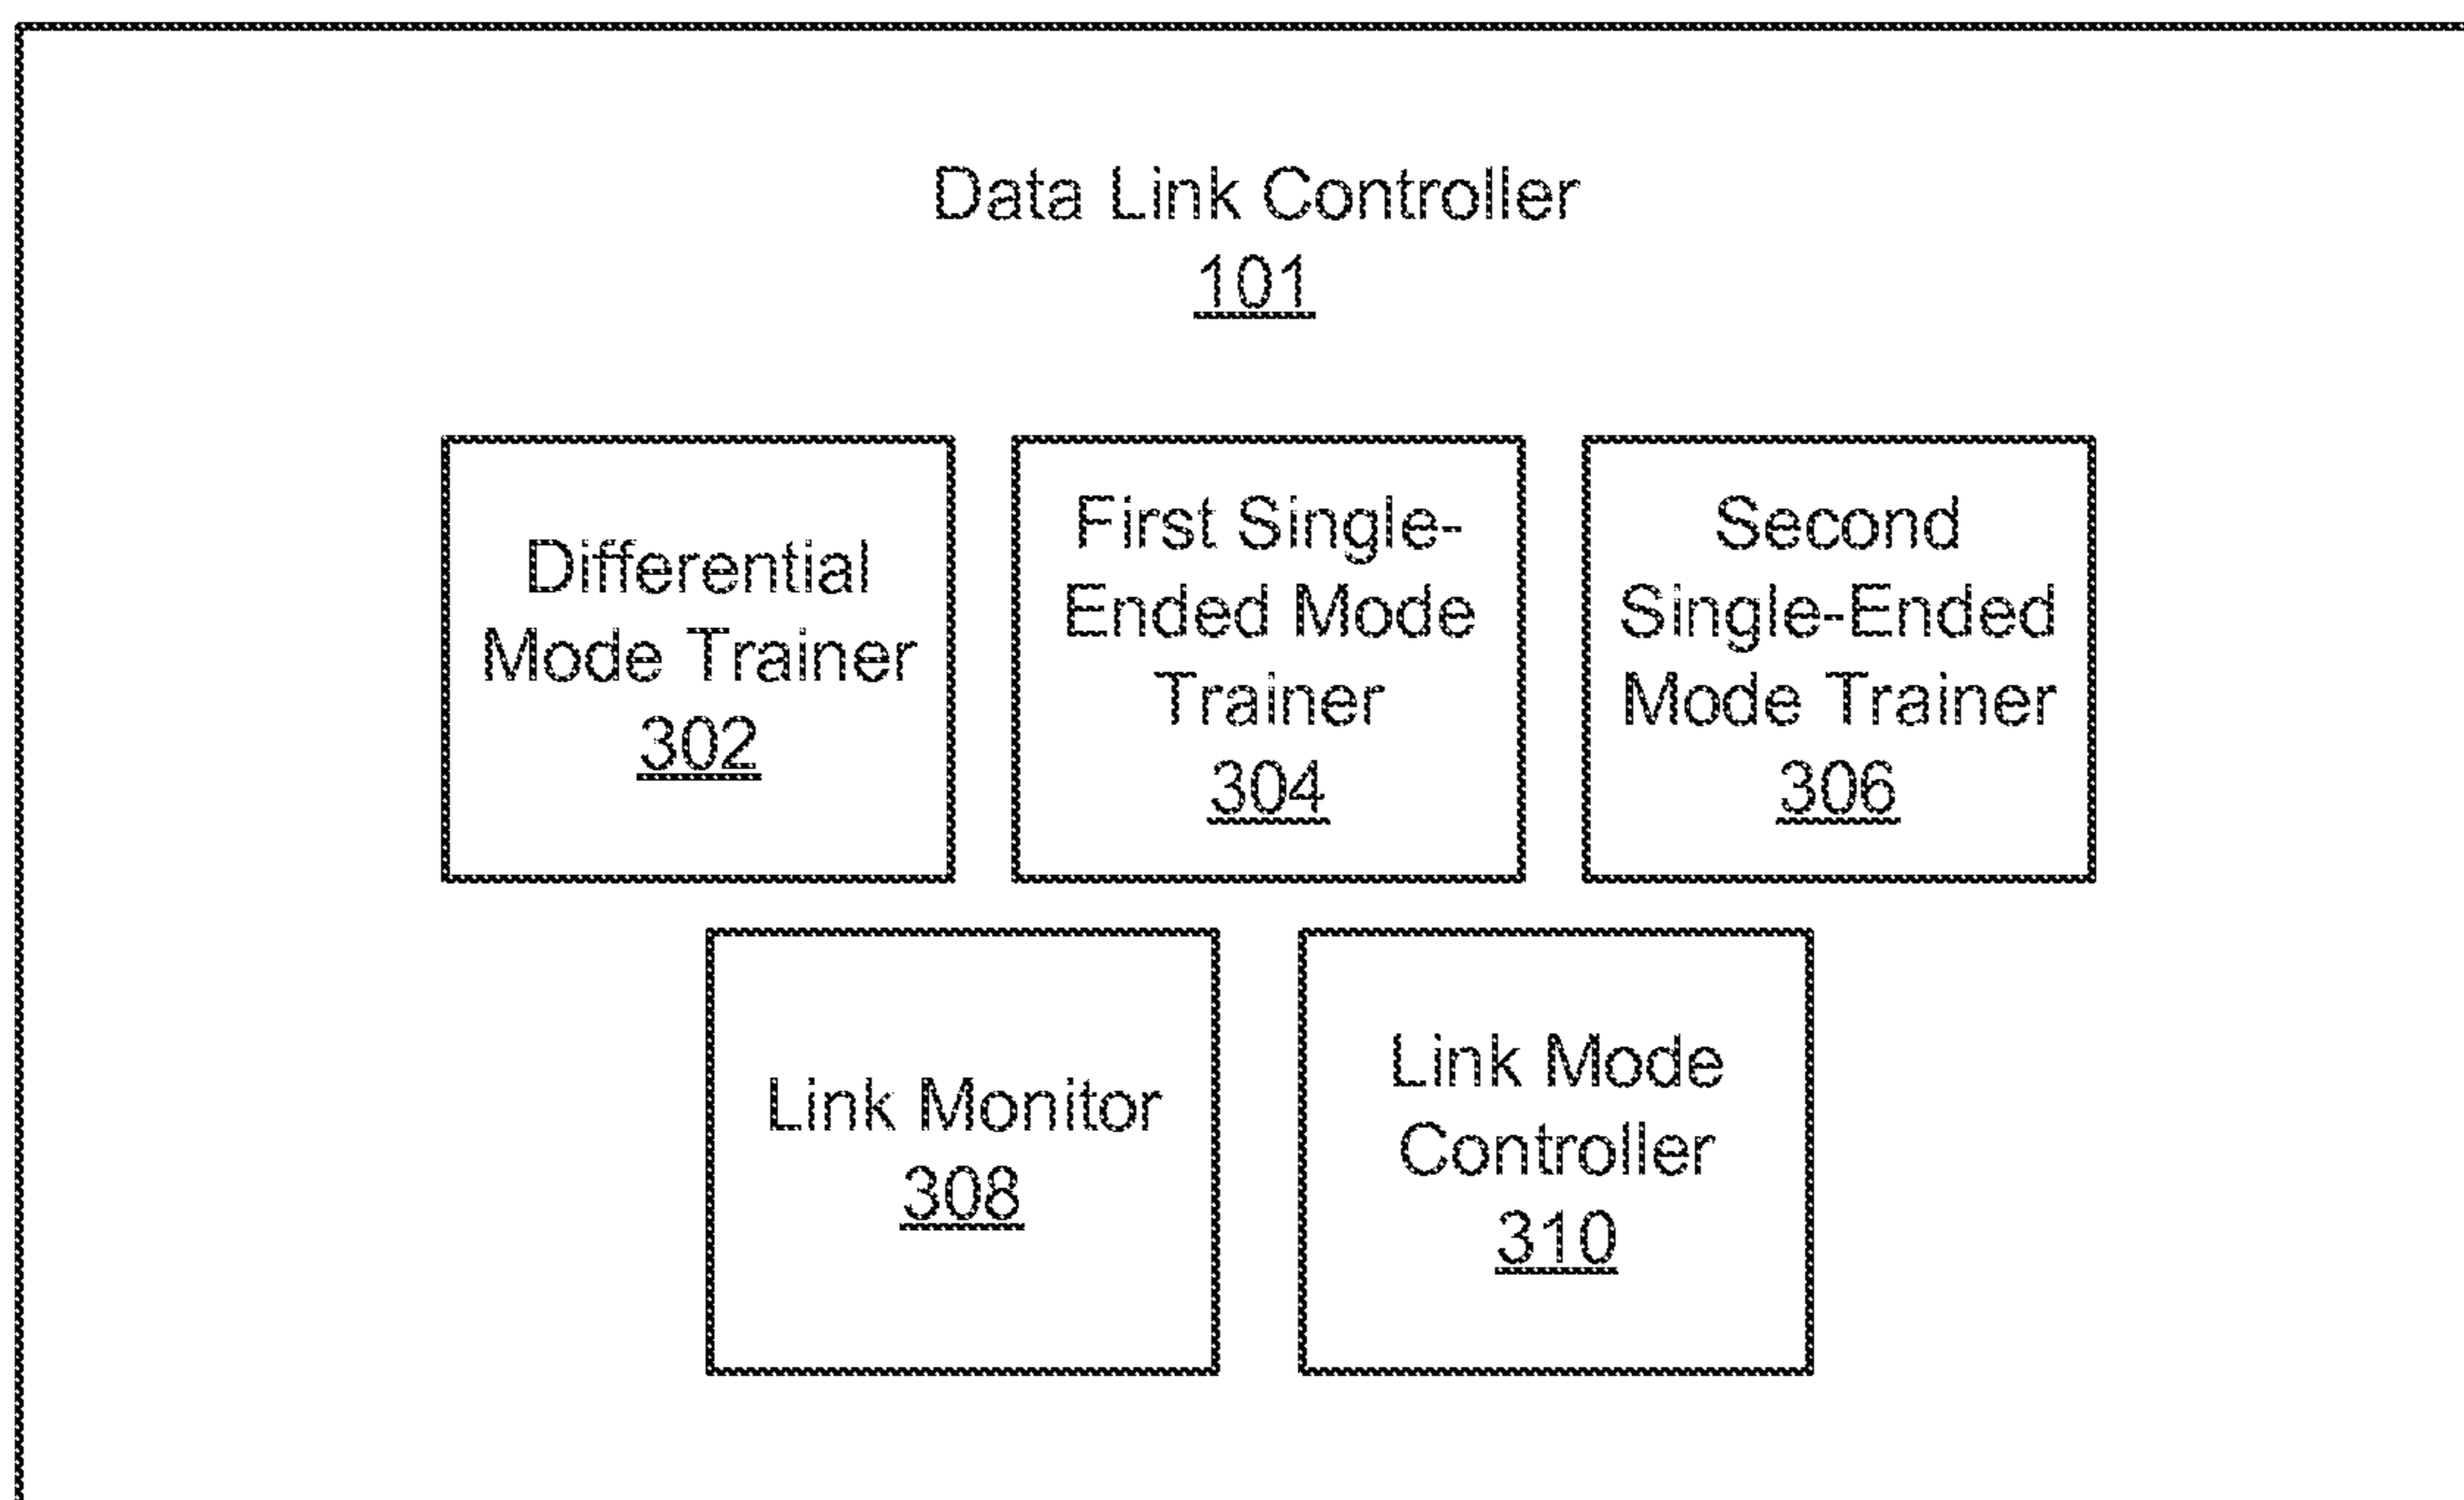 Data Link Controller
101
Differential
Mode Trainer
302
First Single-
Ended Mode
Trainer
304
Second
Single-Ended
Mode Trainer
306
Link Monitor
308
Link Mode
Controller
310